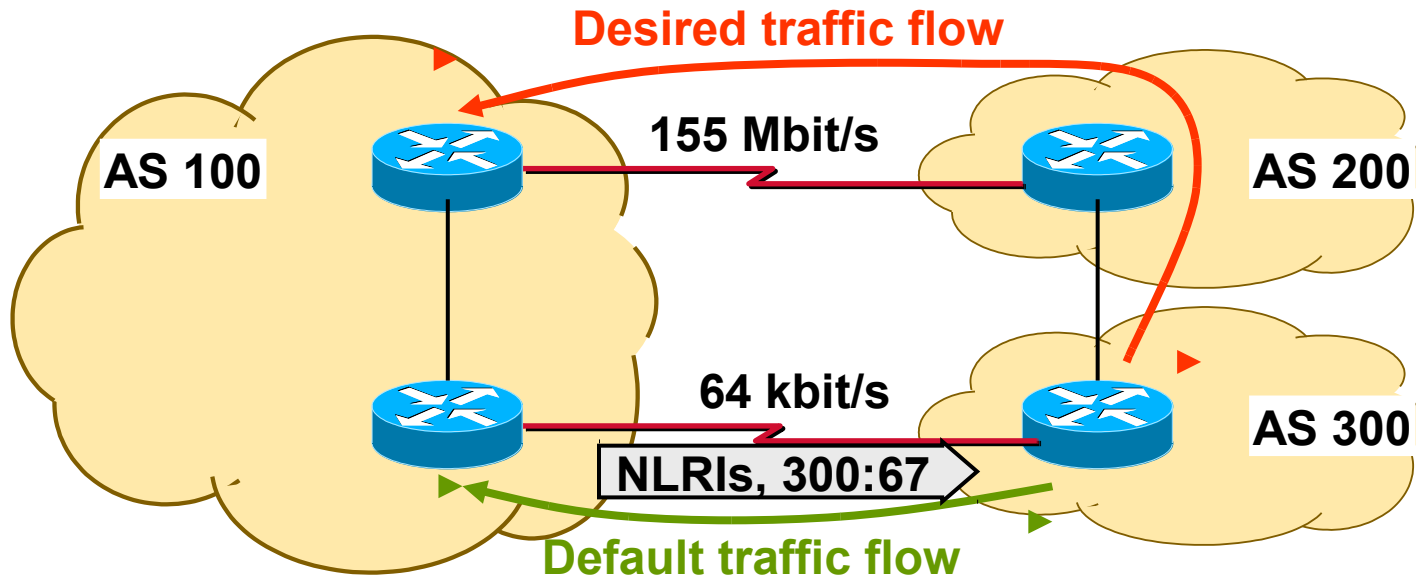 Desired traffic flow
155 Mbit/s
AS 100
AS 200
64 kbit/s
AS 300
NLRIs, 300:67
Default traffic flow